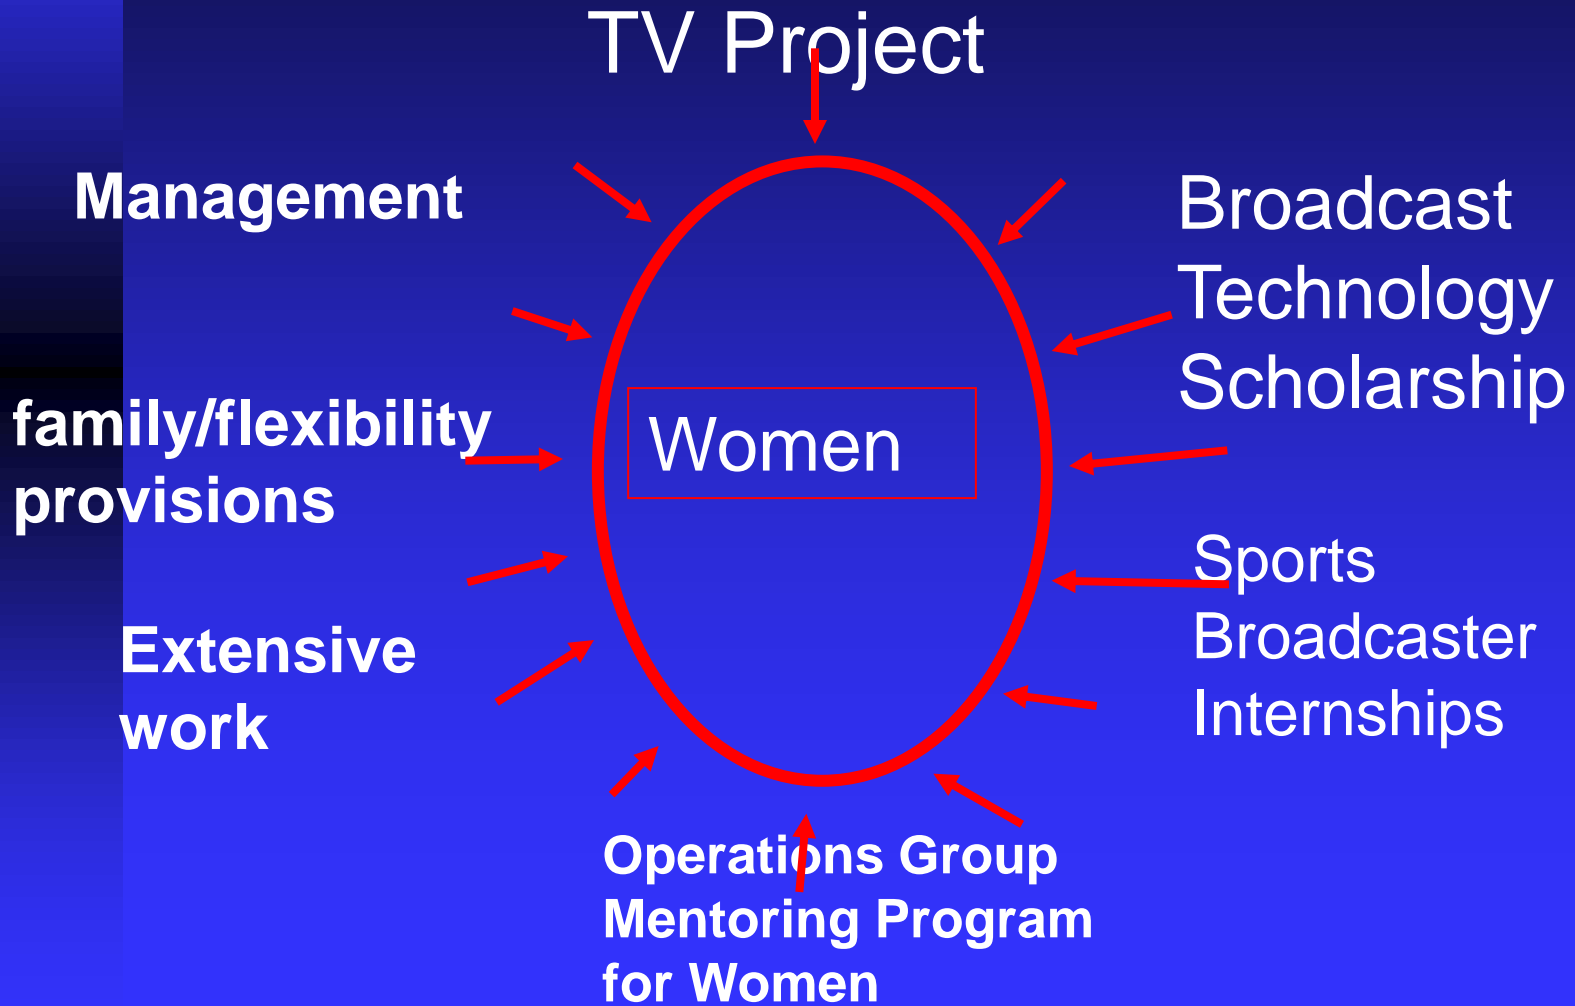 TV Project
Management
Broadcast
Technology
Scholarship
family/flexibility
provisions
Women
Sports
Broadcaster
Internships
Extensive
work
Operations Group
Mentoring Program
for Women